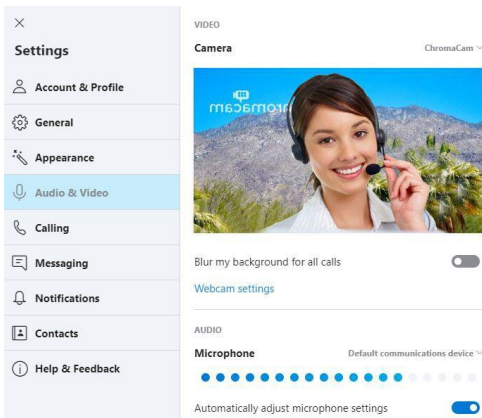 Settings
Account & Profile
General
Appearance
Audio & Video
Calling
Messaging
Notifications
Contacts
Help & Feedback
VIDEO
Camera
ChromaCam
chromacam
Blur my background for all calls
Webcam settings
AUDIO
Microphone
Default communications device
Automatically adjust microphone settings